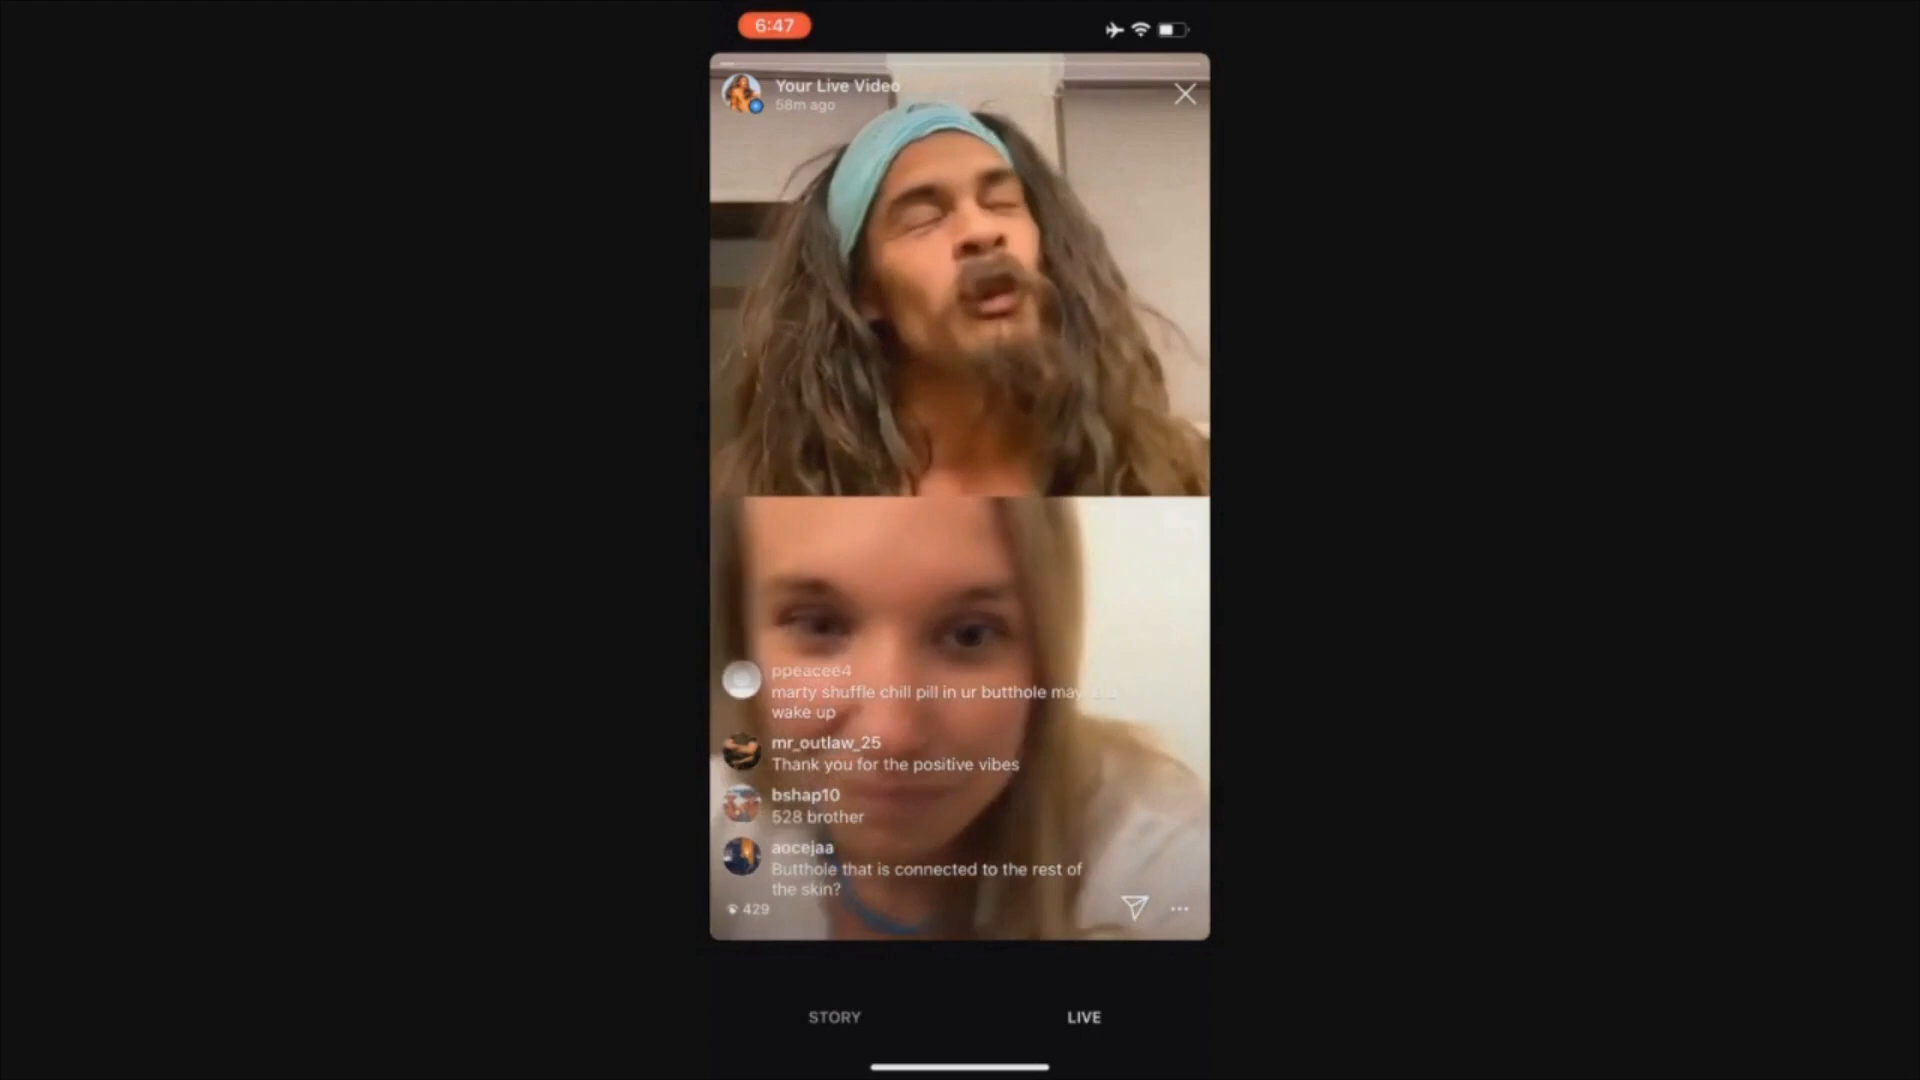 6:47
Your Live Video
58m ago
ppeacee4
marty shuffle chill pill in ur butthole may
wake up
mr_outlaw_25
Thank you for the positive vibes
bshap10
528 brother
aocejaa
Butthole that is connected to the rest of
the skin?
429
STORY
LIVE